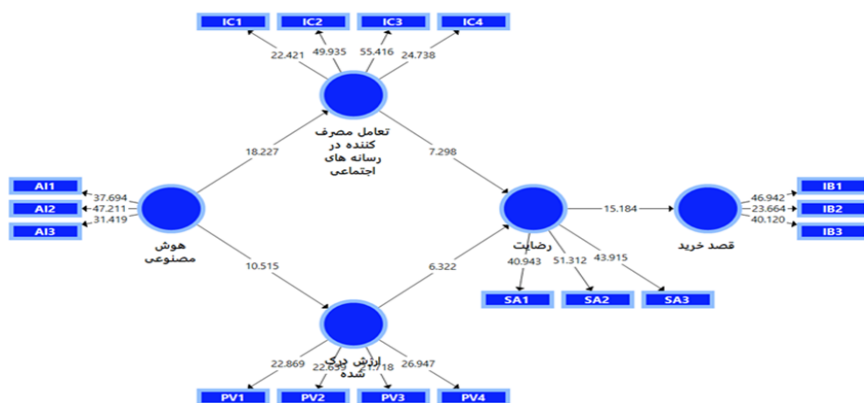 IC1 IC2 IC3 IC4
22.421 49.935 55.416 24.738
تعامل مصرف
کننده در
رسانه های
اجتماعی
18.227 7.298
AI1
AI2
AI3
37.694
47.211
31.419
هوش
مصنوعی
رضایت
15.184
قصد خرید
46.942
23.664
40.120
IB1
IB2
IB3
10.515 6.322
40.943 51.312 43.915
SA1 SA2 SA3
ارزش درک
شده
22.869 22.659 21.718 26.947
PV1 PV2 PV3 PV4